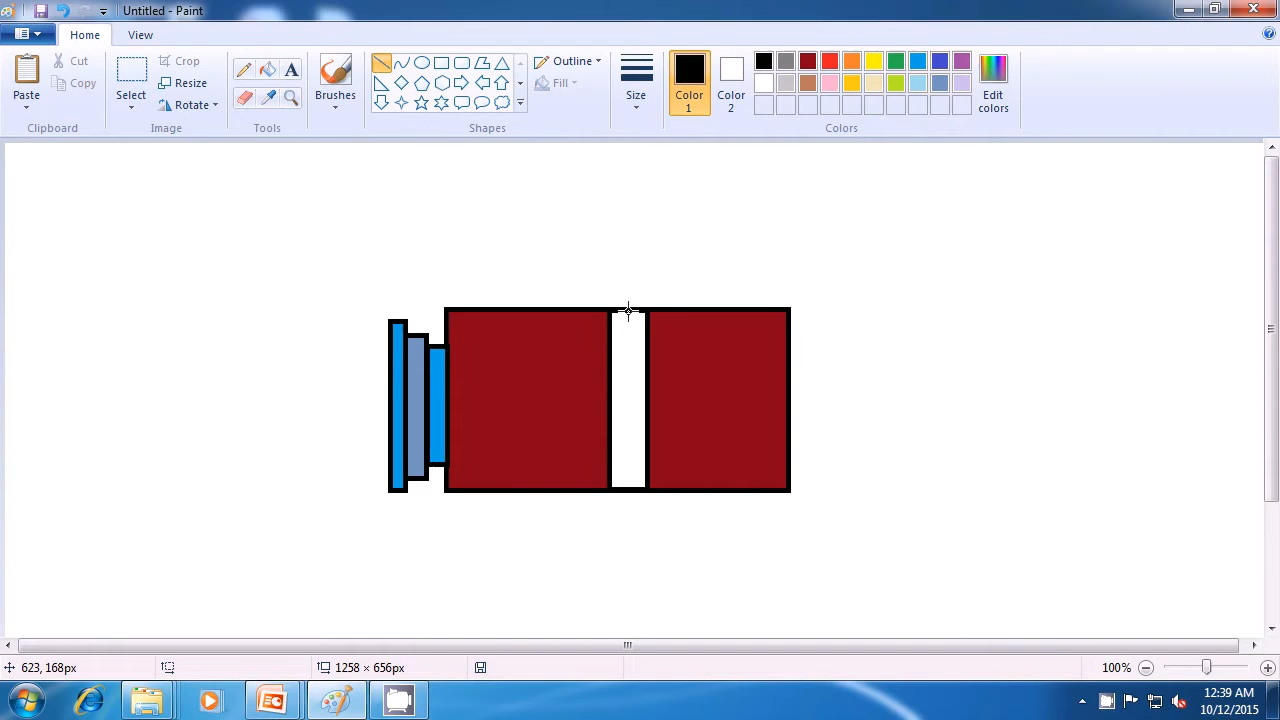 Untitled - Paint
Home
View
Paste
Cut
Copy
Clipboard
Select
Crop
Resize
Rotate
Image
A
Tools
Brushes
Outline
Fill
Shapes
Size
Color
1
Color
2
Edit
colors
Colors
623, 168px
1258 × 656px
100%
12:39 AM
10/12/2015